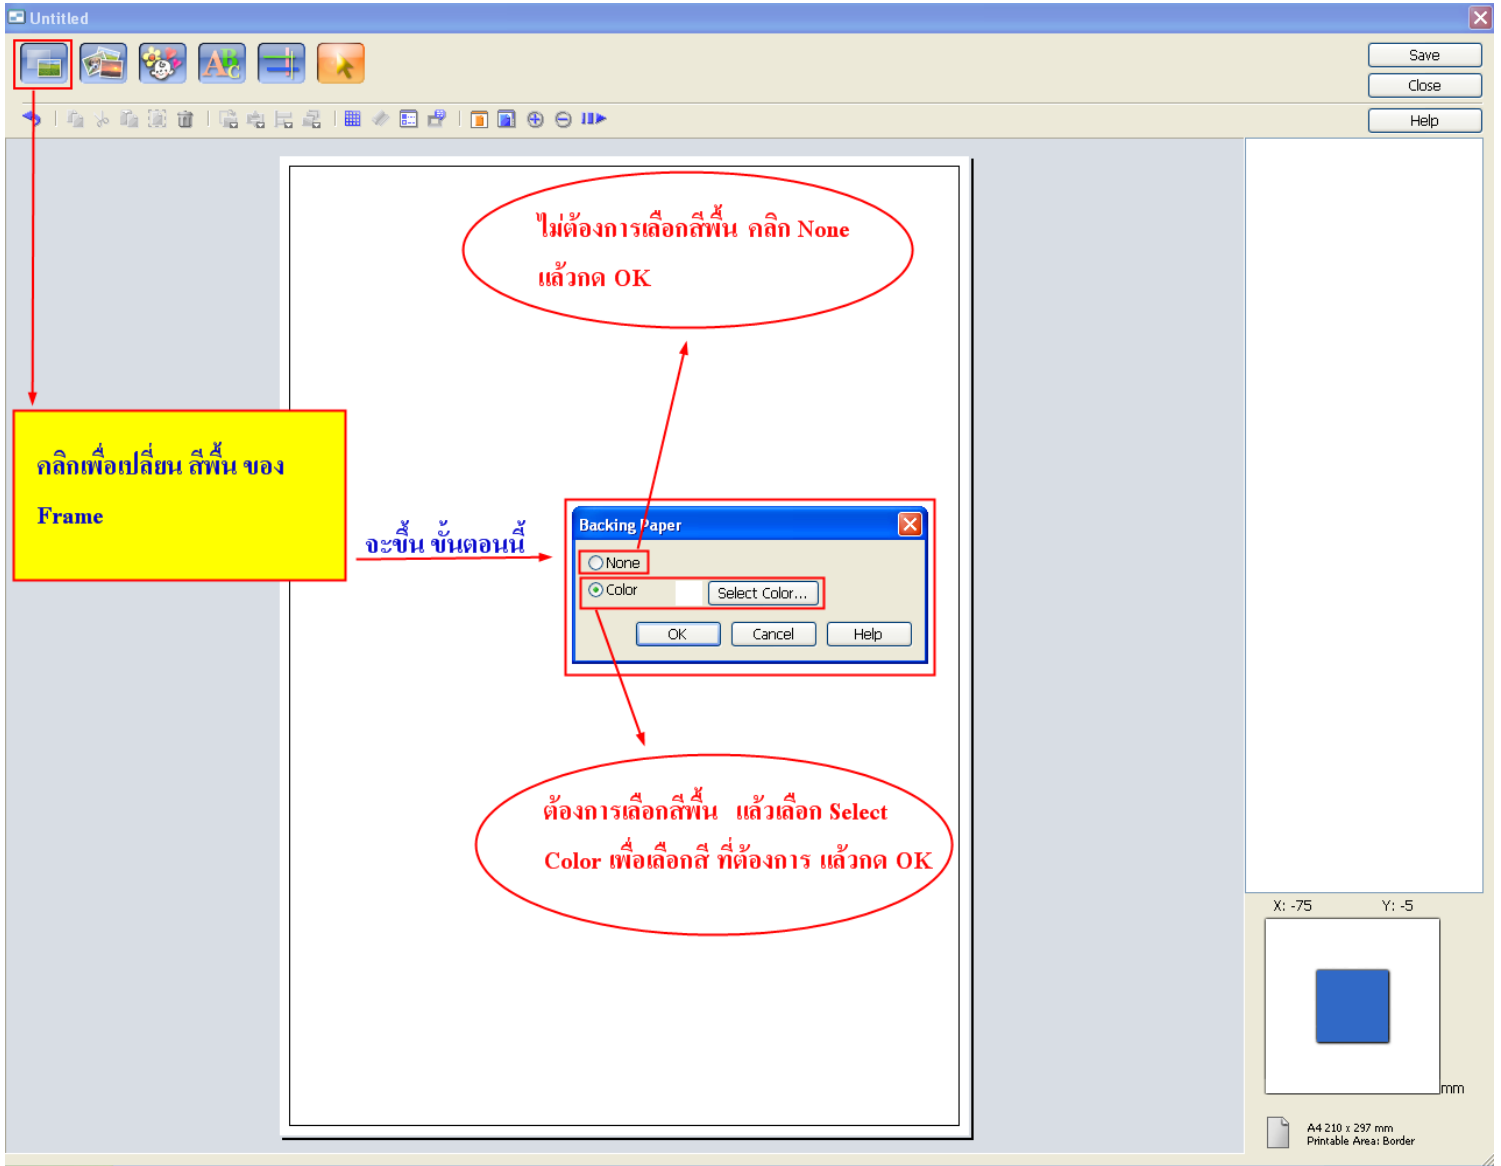 Untitled
Save
Close
Help
ไม่ต้องการเลือกสีพื้น คลิก None
แล้วกด OK
คลิกเพื่อเปลี่ยน สีพื้น ของ
Frame
จะขึ้น ขั้นตอนนี้
Backing Paper
None
Color
Select Color...
OK
Cancel
Help
ต้องการเลือกสีพื้น แล้วเลือก Select
Color เพื่อเลือกสี ที่ต้องการ แล้วกด OK
X: -75 Y: -5
mm
A4 210 x 297 mm
Printable Area: Border